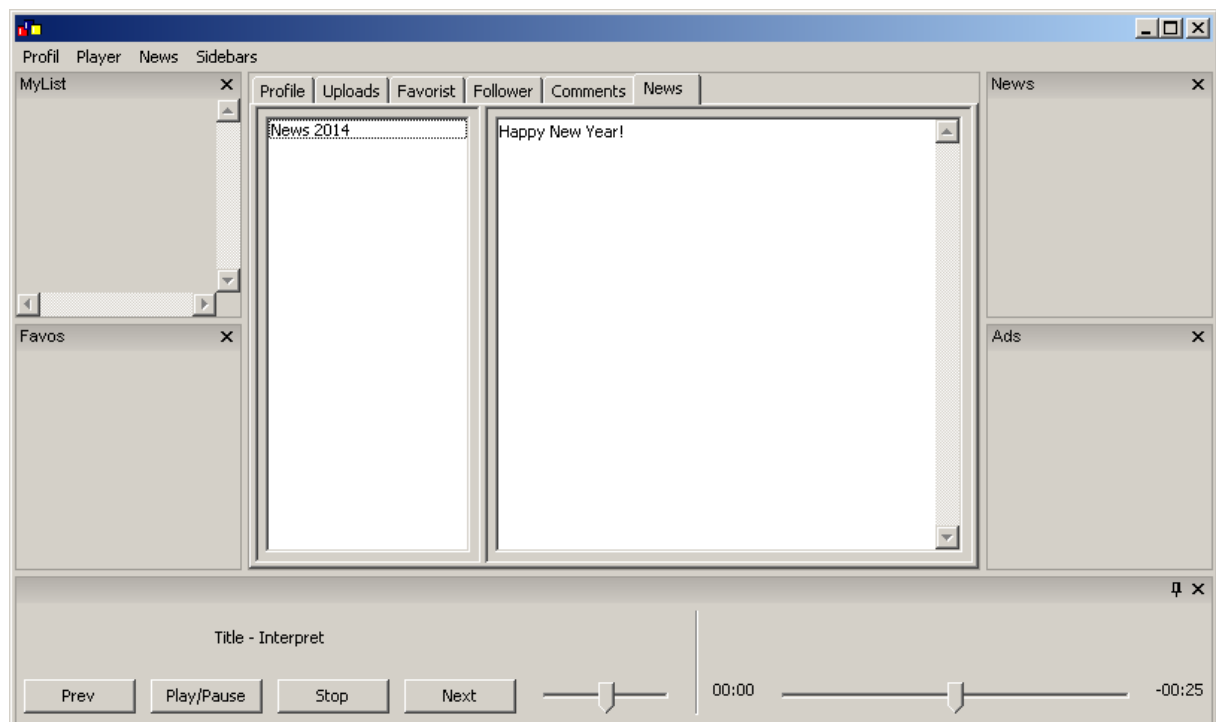 Profil Player News Sidebars
MyList
Profile Uploads Favorist Follower Comments News
News
News 2014
Happy New Year!
Favos
Ads
Title - Interpret
Prev Play/Pause Stop Next
00:00 -00:25